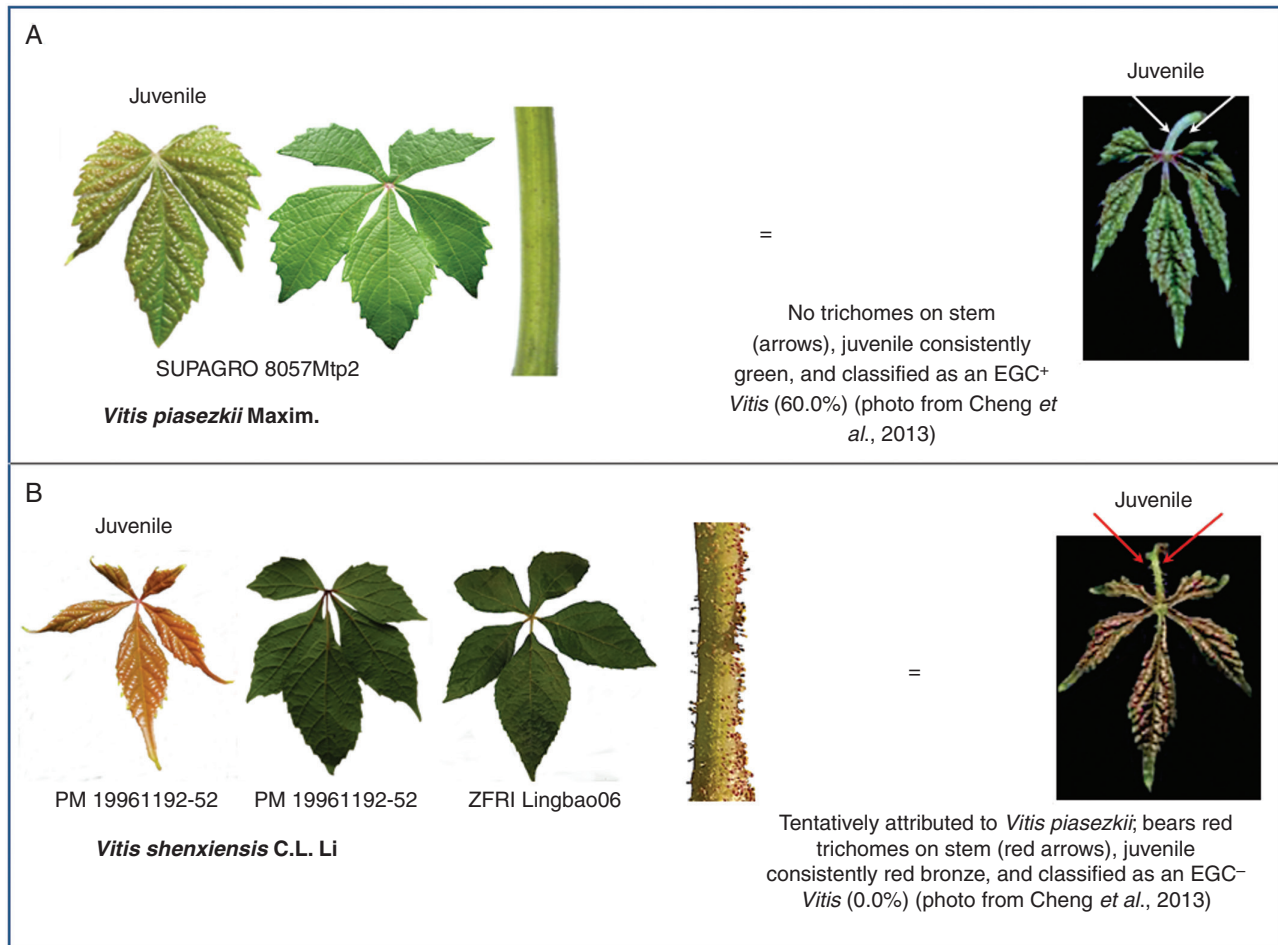 A
Juvenile
SUPAGRO 8057Mtp2
Vitis piasezkii Maxim.
=
Juvenile
No trichomes on stem
(arrows), juvenile consistently
green, and classified as an EGC⁺
Vitis (60.0%) (photo from Cheng et
al., 2013)
B
Juvenile
PM 19961192-52
PM 19961192-52
ZFRI Lingbao06
Vitis shenxiensis C.L. Li
=
Juvenile
Tentatively attributed to Vitis piasezkii; bears red
trichomes on stem (red arrows), juvenile
consistently red bronze, and classified as an EGC⁻
Vitis (0.0%) (photo from Cheng et al., 2013)